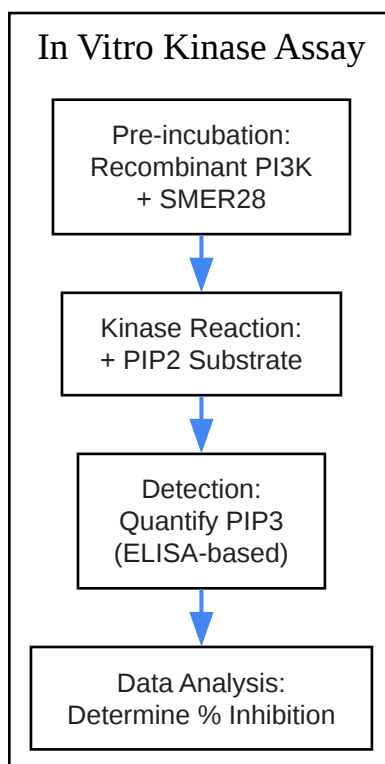 In Vitro Kinase Assay
Pre-incubation:
Recombinant PI3K
+ SMER28
Kinase Reaction:
+ PIP2 Substrate
Detection:
Quantify PIP3
(ELISA-based)
Data Analysis:
Determine % Inhibition